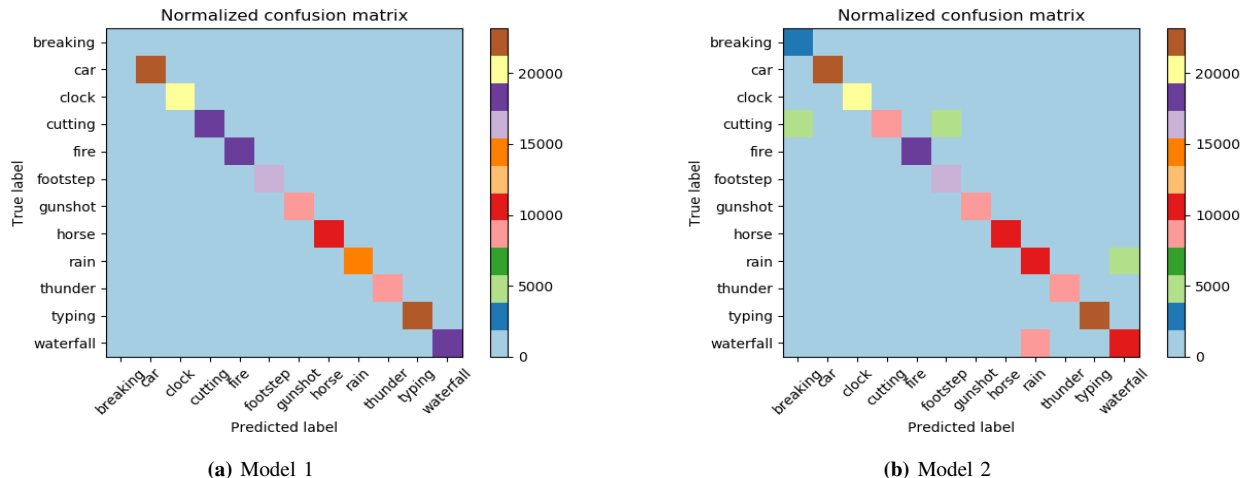 Normalized confusion matrix
breaking
car
clock
cutting
fire
footstep
gunshot
horse
rain
thunder
typing
waterfall
True label
breaking
car
clock
cutting
fire
footstep
gunshot
horse
rain
thunder
typing
waterfall
Predicted label
20000
15000
10000
5000
0
(a) Model 1
Normalized confusion matrix
breaking
car
clock
cutting
fire
footstep
gunshot
horse
rain
thunder
typing
waterfall
True label
breaking
car
clock
cutting
fire
footstep
gunshot
horse
rain
thunder
typing
waterfall
Predicted label
20000
15000
10000
5000
0
(b) Model 2